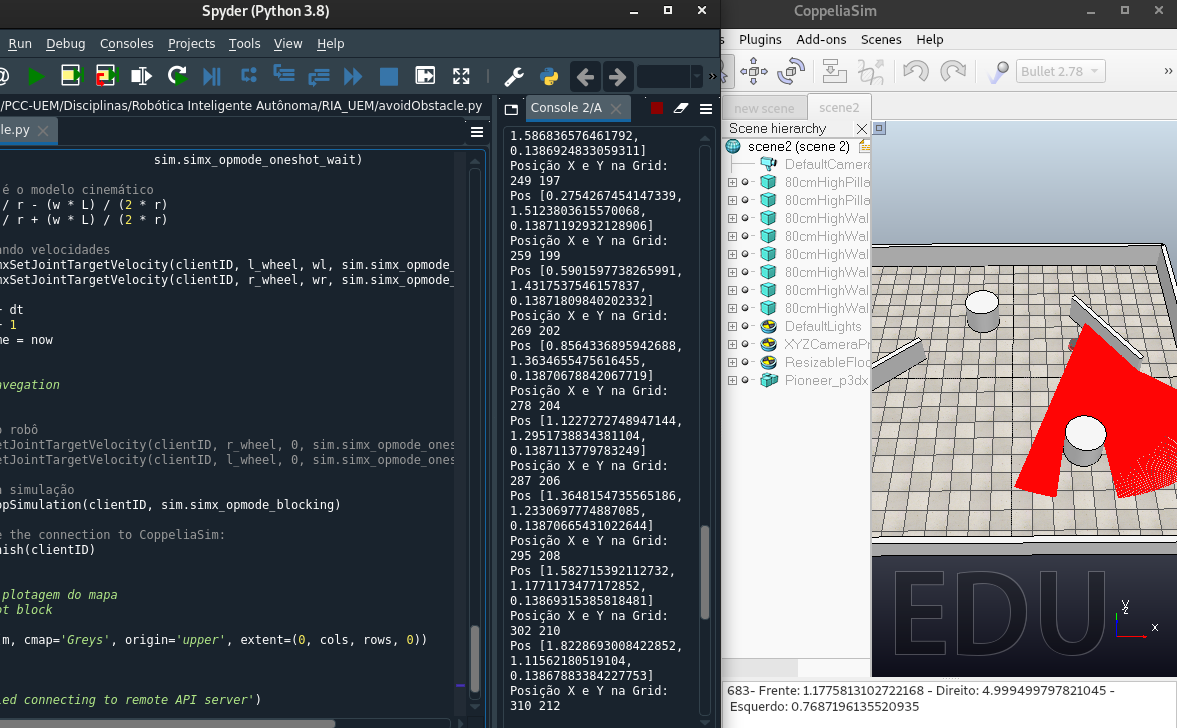 Spyder (Python 3.8)
Run Debug Consoles Projects Tools View Help
/PCC-UEM/Disciplinas/Robótica Inteligente Autônoma/RIA_UEM/avoidObstacle.py
le.py
sim.simx_opmode_oneshot_wait)
é o modelo cinemático
/ r - (w * L) / (2 * r)
/ r + (w * L) / (2 * r)
ando velocidades
mxSetJointTargetVelocity(clientID, l_wheel, wl, sim.simx_opmode_
mxSetJointTargetVelocity(clientID, r_wheel, wr, sim.simx_opmode_
+ dt
+ 1
me = now
avegation
o robô
etJointTargetVelocity(clientID, r_wheel, 0, sim.simx_opmode_ones
etJointTargetVelocity(clientID, l_wheel, 0, sim.simx_opmode_ones
a simulação
opSimulation(clientID, sim.simx_opmode_blocking)
e the connection to CoppeliaSim:
nish(clientID)
plotagem do mapa
ot block
m, cmap='Greys', origin='upper', extent=(0, cols, rows, 0))
led connecting to remote API server')
Console 2/A
1.586836576461792,
0.1386924833059311]
Posição X e Y na Grid:
249 197
Pos [0.2754267454147339,
1.5123803615570068,
0.13871192932128906]
Posição X e Y na Grid:
259 199
Pos [0.5901597738265991,
1.4317537546157837,
0.13871809840202332]
Posição X e Y na Grid:
269 202
Pos [0.8564336895942688,
1.3634655475616455,
0.13870678842067719]
Posição X e Y na Grid:
278 204
Pos [1.1227272748947144,
1.2951738834381104,
0.1387113779783249]
Posição X e Y na Grid:
287 206
Pos [1.3648154735565186,
1.2330697774887085,
0.13870665431022644]
Posição X e Y na Grid:
295 208
Pos [1.582715392112732,
1.1771173477172852,
0.13869315385818481]
Posição X e Y na Grid:
302 210
Pos [1.8228693008422852,
1.11562180519104,
0.13867883384227753]
Posição X e Y na Grid:
310 212
CoppeliaSim
s Plugins Add-ons Scenes Help
Bullet 2.78
new scene scene2
Scene hierarchy
scene2 (scene 2)
DefaultCamer
80cmHighPilla
80cmHighPilla
80cmHighWal
80cmHighWal
80cmHighWal
80cmHighWal
80cmHighWal
80cmHighWal
DefaultLights
XYZCameraPr
ResizableFloo
Pioneer_p3dx
EDU
y
z
x
683- Frente: 1.1775813102722168 - Direito: 4.999499797821045 -
Esquerdo: 0.7687196135520935